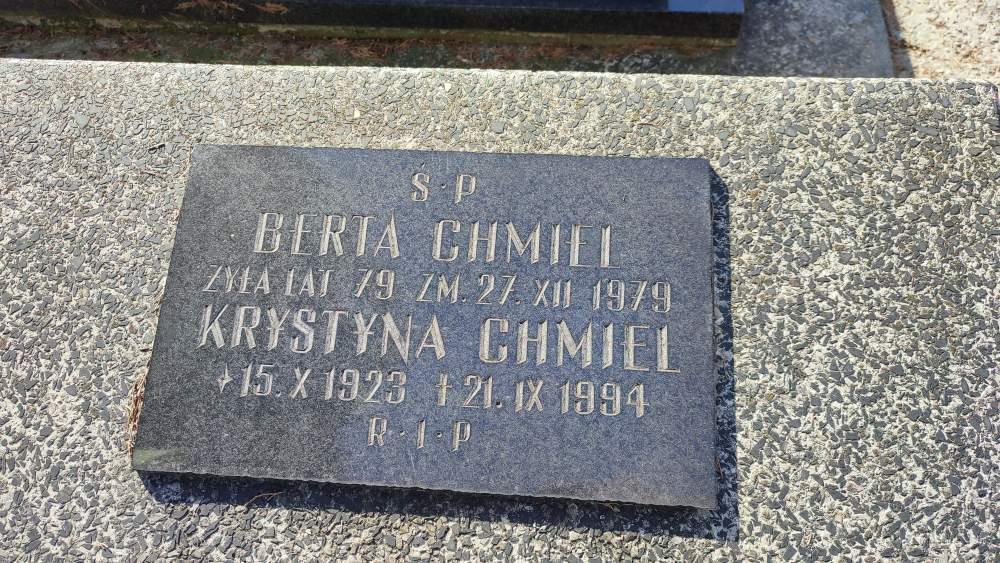 Ś·P
BERTA CHMIEL
ŻYŁA LAT 79 ZM. 27. XII 1979
KRYSTYNA CHMIEL
15. X 1923 ✝ 21. IX 1994
R·I·P